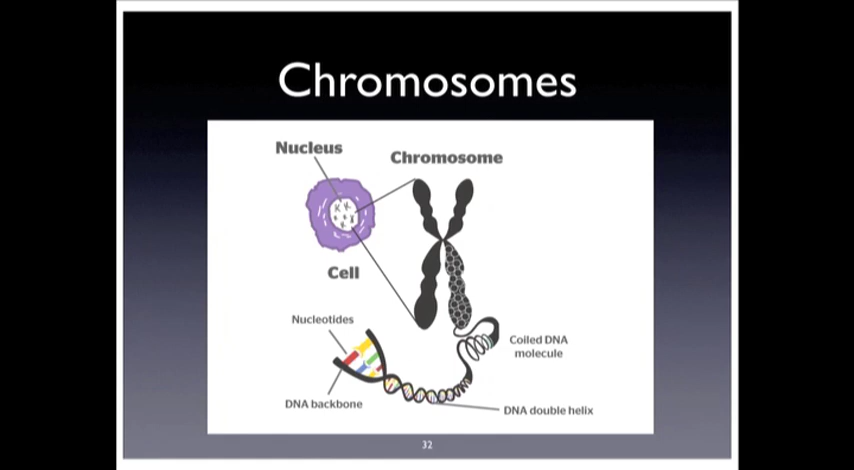 Chromosomes
Nucleus
Chromosome
Cell
Nucleotides
Coiled DNA
molecule
DNA backbone
DNA double helix
32